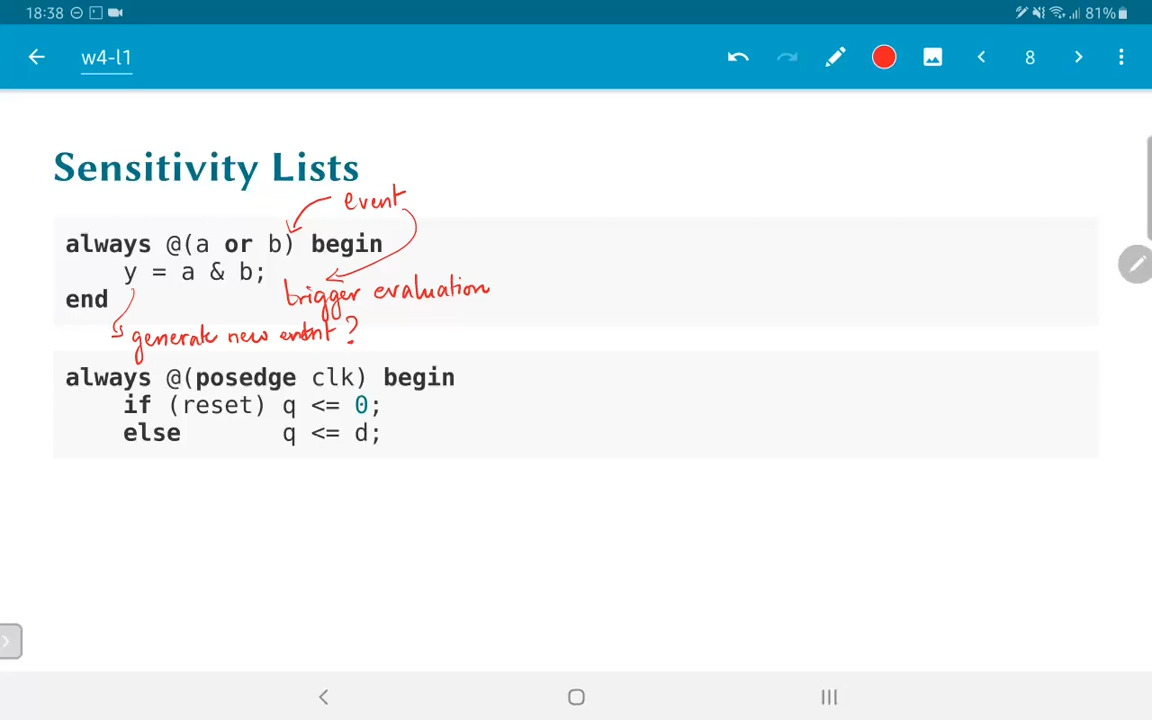 18:38 81%
w4-l1 8
Sensitivity Lists
event
always @(a or b) begin
y = a & b;
trigger evaluation
end
generate new event ?
always @(posedge clk) begin
if (reset) q <= 0;
else q <= d;